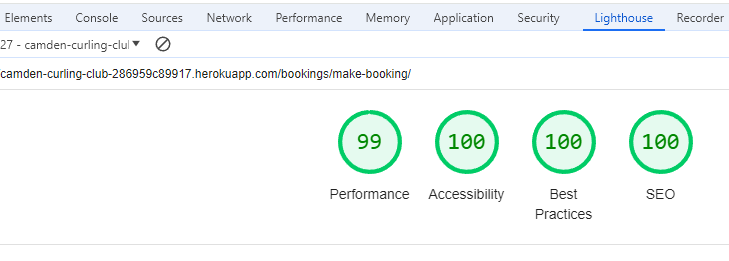 Elements Console Sources Network Performance Memory Application Security Lighthouse Recorder
27 - camden-curling-clul
camden-curling-club-286959c89917.herokuapp.com/bookings/make-booking/
99 100 100 100
Performance Accessibility Best Practices SEO